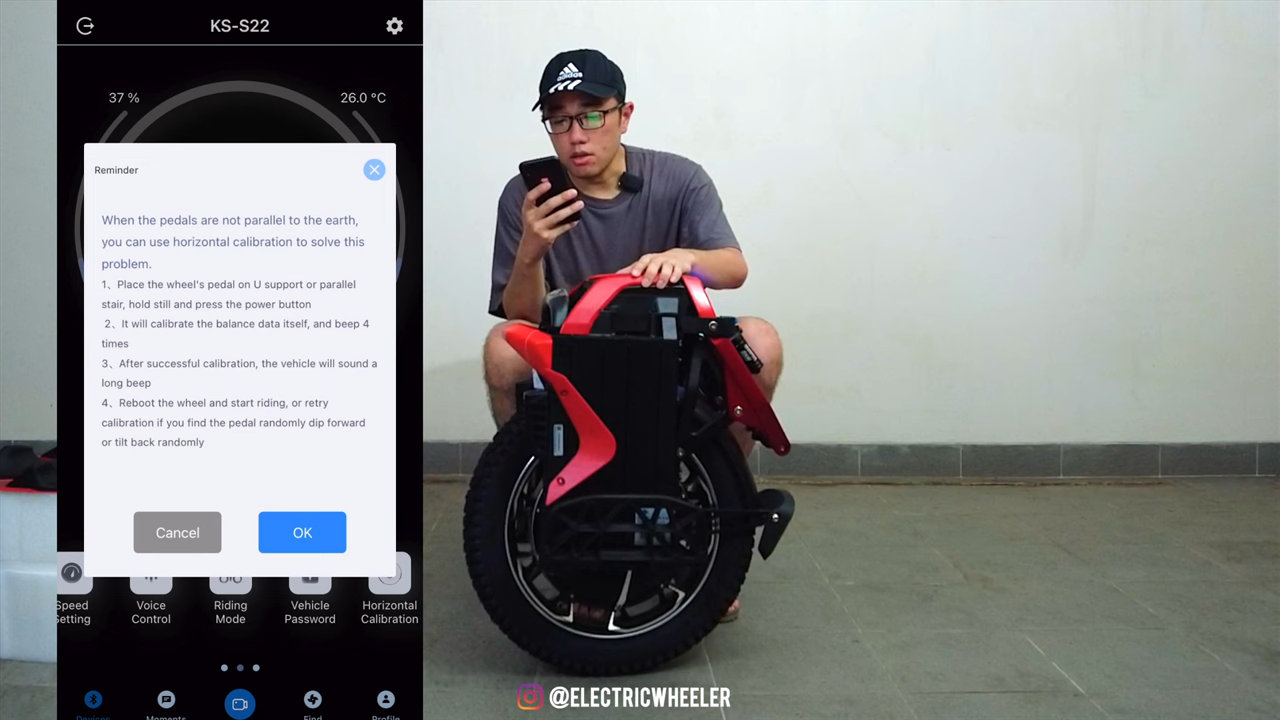 KS-S22
37 %
26.0 °C
Reminder
When the pedals are not parallel to the earth,
you can use horizontal calibration to solve this
problem.
1、Place the wheel's pedal on U support or parallel
stair, hold still and press the power button
2、It will calibrate the balance data itself, and beep 4
times
3、After successful calibration, the vehicle will sound a
long beep
4、Reboot the wheel and start riding, or retry
calibration if you find the pedal randomly dip forward
or tilt back randomly
Cancel
OK
Speed
Setting
Voice
Control
Riding
Mode
Vehicle
Password
Horizontal
Calibration
Devices
Moments
Find
Profile
adidas
@ELECTRICWHEELER